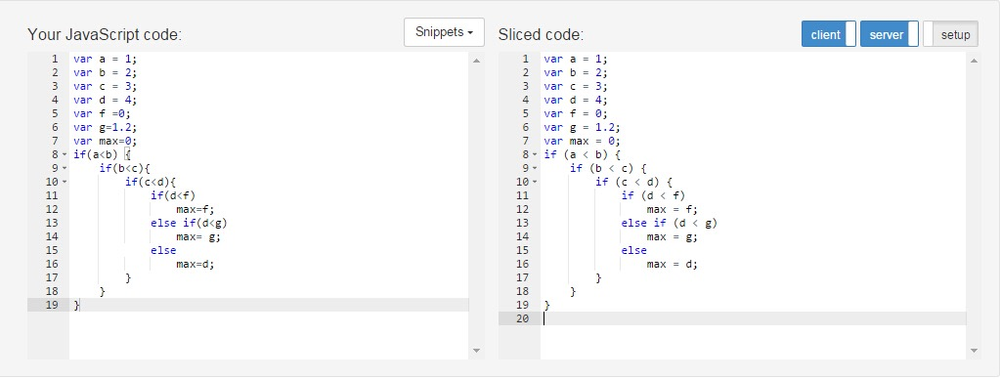 Your JavaScript code:
Snippets
1 var a = 1;
2 var b = 2;
3 var c = 3;
4 var d = 4;
5 var f =0;
6 var g=1.2;
7 var max=0;
8 if(a<b) {
9 if(b<c){
10 if(c<d){
11 if(d<f)
12 max=f;
13 else if(d<g)
14 max= g;
15 else
16 max=d;
17 }
18 }
19 }
Sliced code:
client server setup
1 var a = 1;
2 var b = 2;
3 var c = 3;
4 var d = 4;
5 var f = 0;
6 var g = 1.2;
7 var max = 0;
8 if (a < b) {
9 if (b < c) {
10 if (c < d) {
11 if (d < f)
12 max = f;
13 else if (d < g)
14 max = g;
15 else
16 max = d;
17 }
18 }
19 }
20